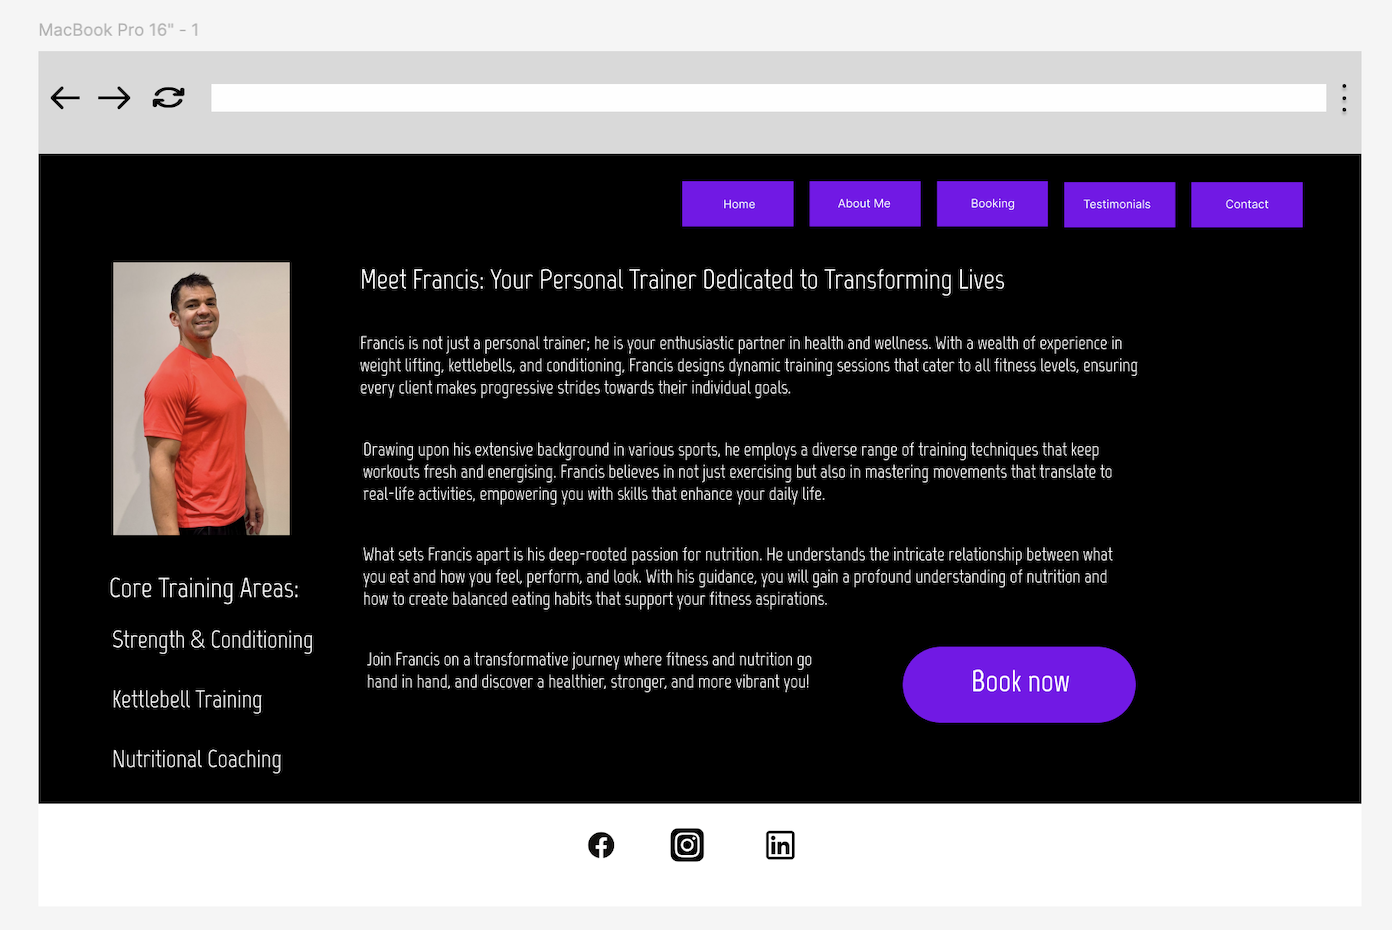 MacBook Pro 16" - 1
Home
About Me
Booking
Testimonials
Contact
Meet Francis: Your Personal Trainer Dedicated to Transforming Lives
Francis is not just a personal trainer; he is your enthusiastic partner in health and wellness. With a wealth of experience in
weight lifting, kettlebells, and conditioning, Francis designs dynamic training sessions that cater to all fitness levels, ensuring
every client makes progressive strides towards their individual goals.
Drawing upon his extensive background in various sports, he employs a diverse range of training techniques that keep
workouts fresh and energising. Francis believes in not just exercising but also in mastering movements that translate to
real-life activities, empowering you with skills that enhance your daily life.
What sets Francis apart is his deep-rooted passion for nutrition. He understands the intricate relationship between what
you eat and how you feel, perform, and look. With his guidance, you will gain a profound understanding of nutrition and
how to create balanced eating habits that support your fitness aspirations.
Join Francis on a transformative journey where fitness and nutrition go
hand in hand, and discover a healthier, stronger, and more vibrant you!
Book now
Core Training Areas:
Strength & Conditioning
Kettlebell Training
Nutritional Coaching